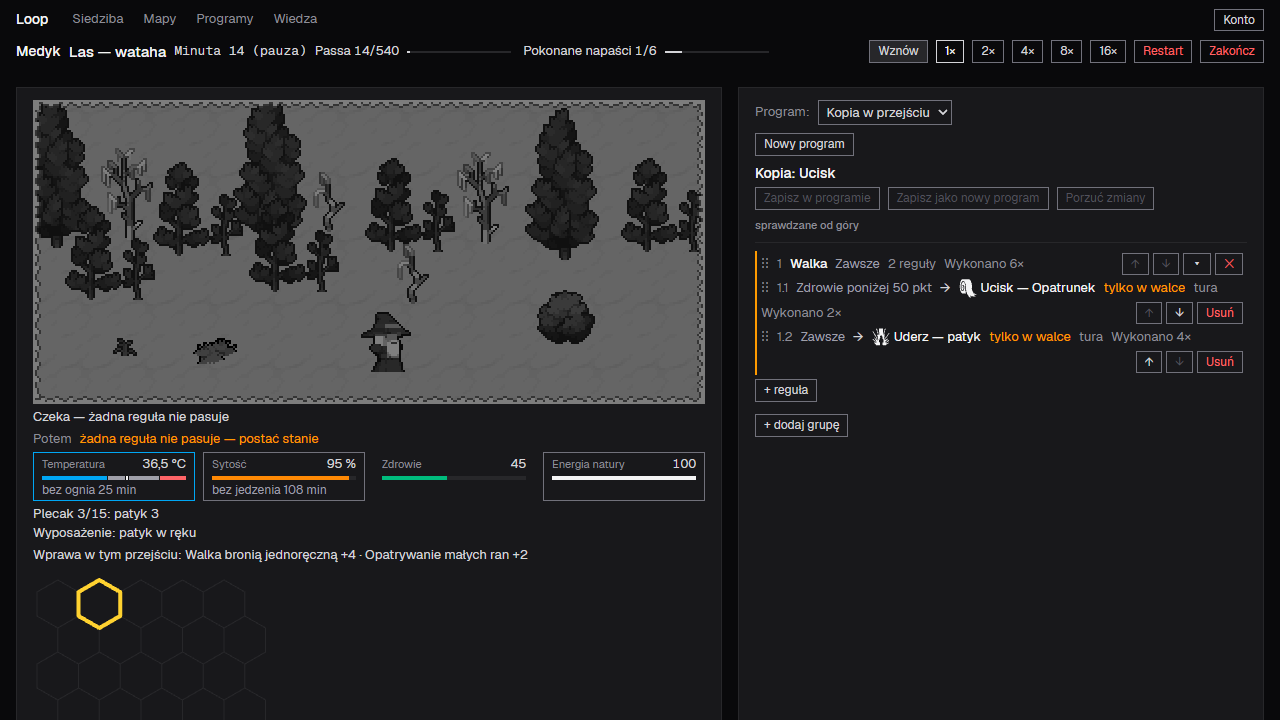 Loop Siedziba Mapy Programy Wiedza Konto
Medyk Las — wataha Minuta 14 (pauza) Passa 14/540 Pokonane napaści 1/6 Wznów 1× 2× 4× 8× 16× Restart Zakończ
Program: Kopia w przejściu
Nowy program
Kopia: Ucisk
Zapisz w programie Zapisz jako nowy program Porzuć zmiany
sprawdzane od góry
1 Walka Zawsze 2 reguły Wykonano 6×
1.1 Zdrowie poniżej 50 pkt → Ucisk — Opatrunek tylko w walce tura
Wykonano 2× ↑ ↓ Usuń
1.2 Zawsze → Uderz — patyk tylko w walce tura Wykonano 4×
↑ ↓ Usuń
+ reguła
+ dodaj grupę
Czeka — żadna reguła nie pasuje
Potem żadna reguła nie pasuje — postać stanie
Temperatura 36,5 °C Sytość 95 % Zdrowie 45 Energia natury 100
bez ognia 25 min bez jedzenia 108 min
Plecak 3/15: patyk 3
Wyposażenie: patyk w ręku
Wprawa w tym przejściu: Walka bronią jednoręczną +4 · Opatrywanie małych ran +2